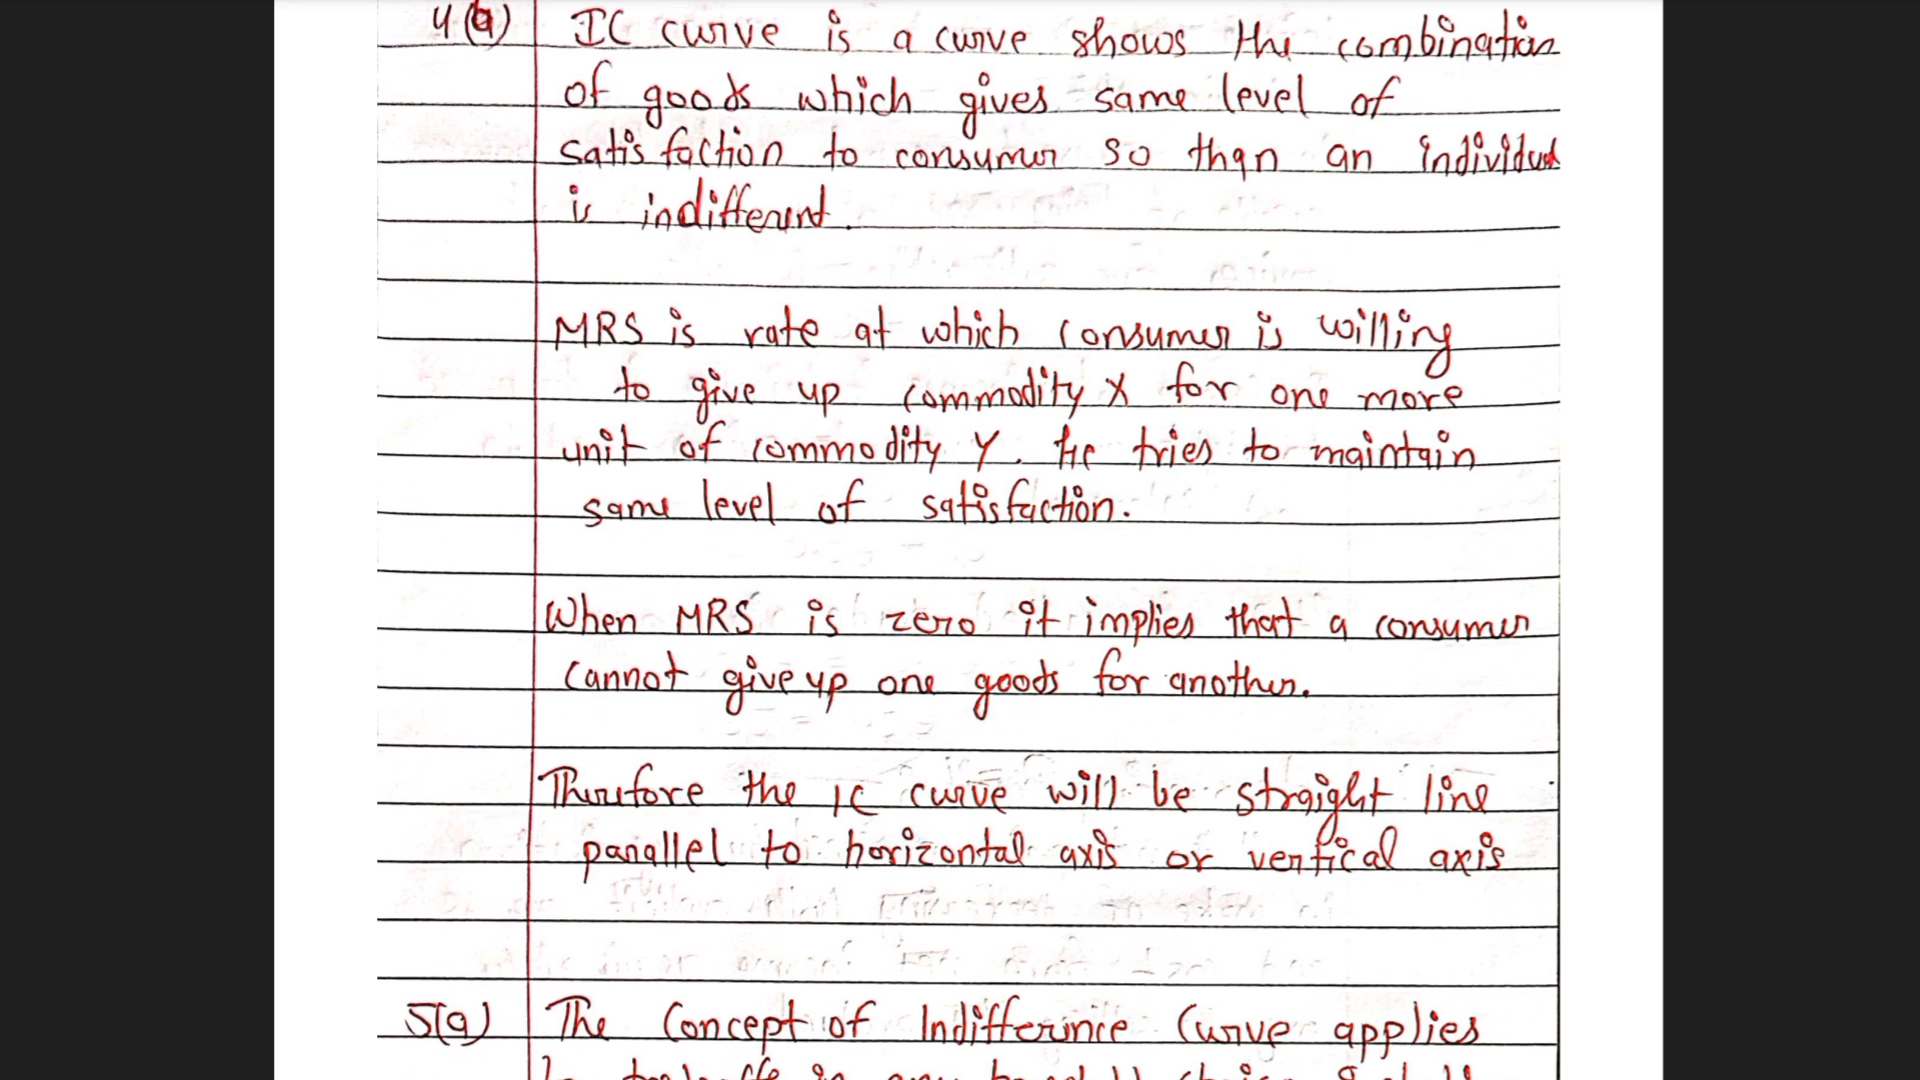 4(a) IC curve is a curve shows the combination
of goods which gives same level of
satisfaction to consumer so than an individual
is indifferent.
MRS is rate at which consumer is willing
to give up commodity X for one more
unit of commodity Y. He tries to maintain
same level of satisfaction.
When MRS is zero it implies that a consumer
cannot give up one goods for another.
Therefore the IC curve will be straight line
parallel to horizontal axis or vertical axis
5(a) The Concept of Indifference Curve applies